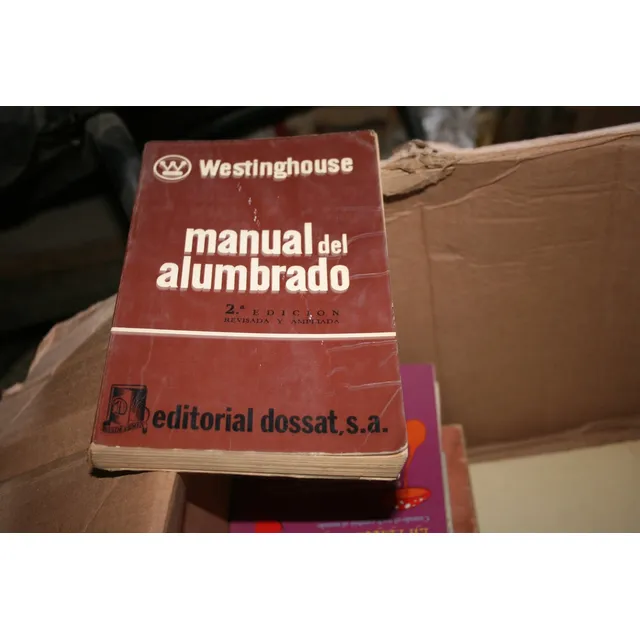 Westinghouse
manual del
alumbrado
2.ª EDICION
REVISADA Y AMPLIADA
editorial dossat, s.a.